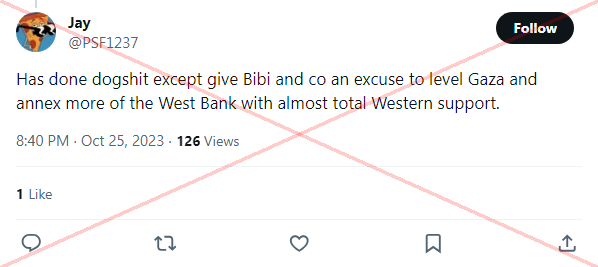 Jay
@PSF1237
Follow
Has done dogshit except give Bibi and co an excuse to level Gaza and
annex more of the West Bank with almost total Western support.
8:40 PM · Oct 25, 2023 · 126 Views
1 Like